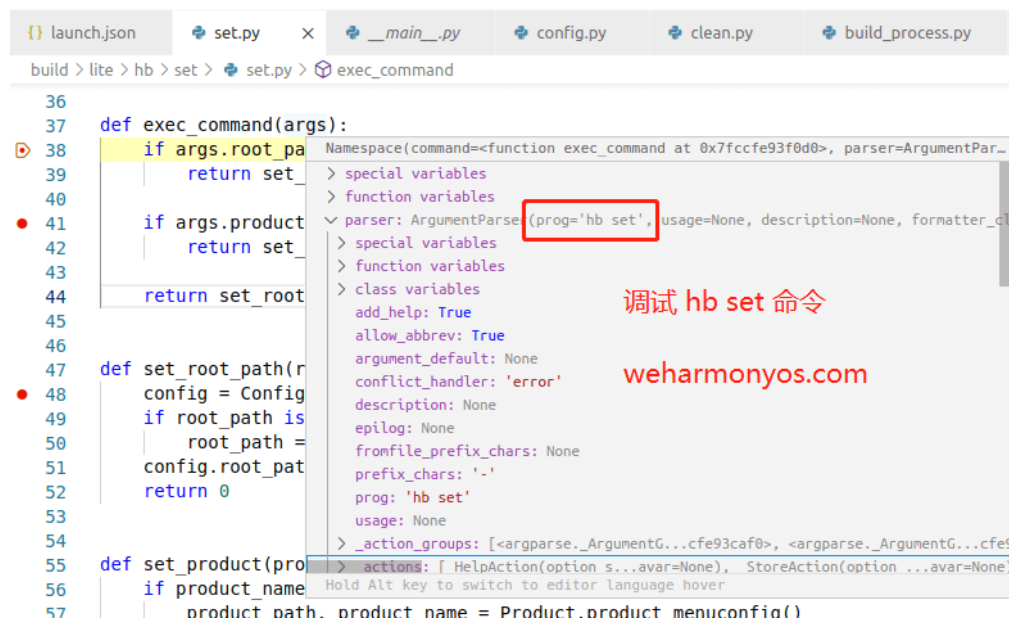 {} launch.json set.py × __main__.py config.py clean.py build_process.py
build > lite > hb > set > set.py > exec_command
36
37 def exec_command(args):
38 if args.root_pa
39 return set_
40
41 if args.product
42 return set_
43
44 return set_root
45
46
47 def set_root_path(r
48 config = Config
49 if root_path is
50 root_path =
51 config.root_pat
52 return 0
53
54
55 def set_product(pro
56 if product_name
57 product_path, product_name = Product.product_menuconfig()
Namespace(command=<function exec_command at 0x7fccfe93f0d0>, parser=ArgumentPar…
> special variables
> function variables
parser: ArgumentParser(prog='hb set', usage=None, description=None, formatter_cl
> special variables
> function variables
> class variables
add_help: True
allow_abbrev: True
argument_default: None
conflict_handler: 'error'
description: None
epilog: None
fromfile_prefix_chars: None
prefix_chars: '-'
prog: 'hb set'
usage: None
> _action_groups: [<argparse._ArgumentG...cfe93caf0>, <argparse._ArgumentG...cfe9
> _actions: [_HelpAction(option_s...avar=None), _StoreAction(option_...avar=None)
Hold Alt key to switch to editor language hover
调试 hb set 命令
weharmonyos.com